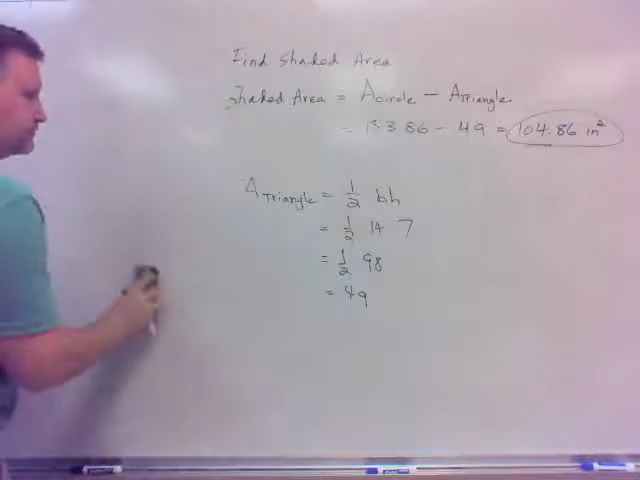 Find Shaded Area
Shaded Area = Acircle - ATriangle
= 153.86 - 49 = 104.86 in²
ATriangle = 1/2 bh
= 1/2 14 7
= 1/2 98
= 49